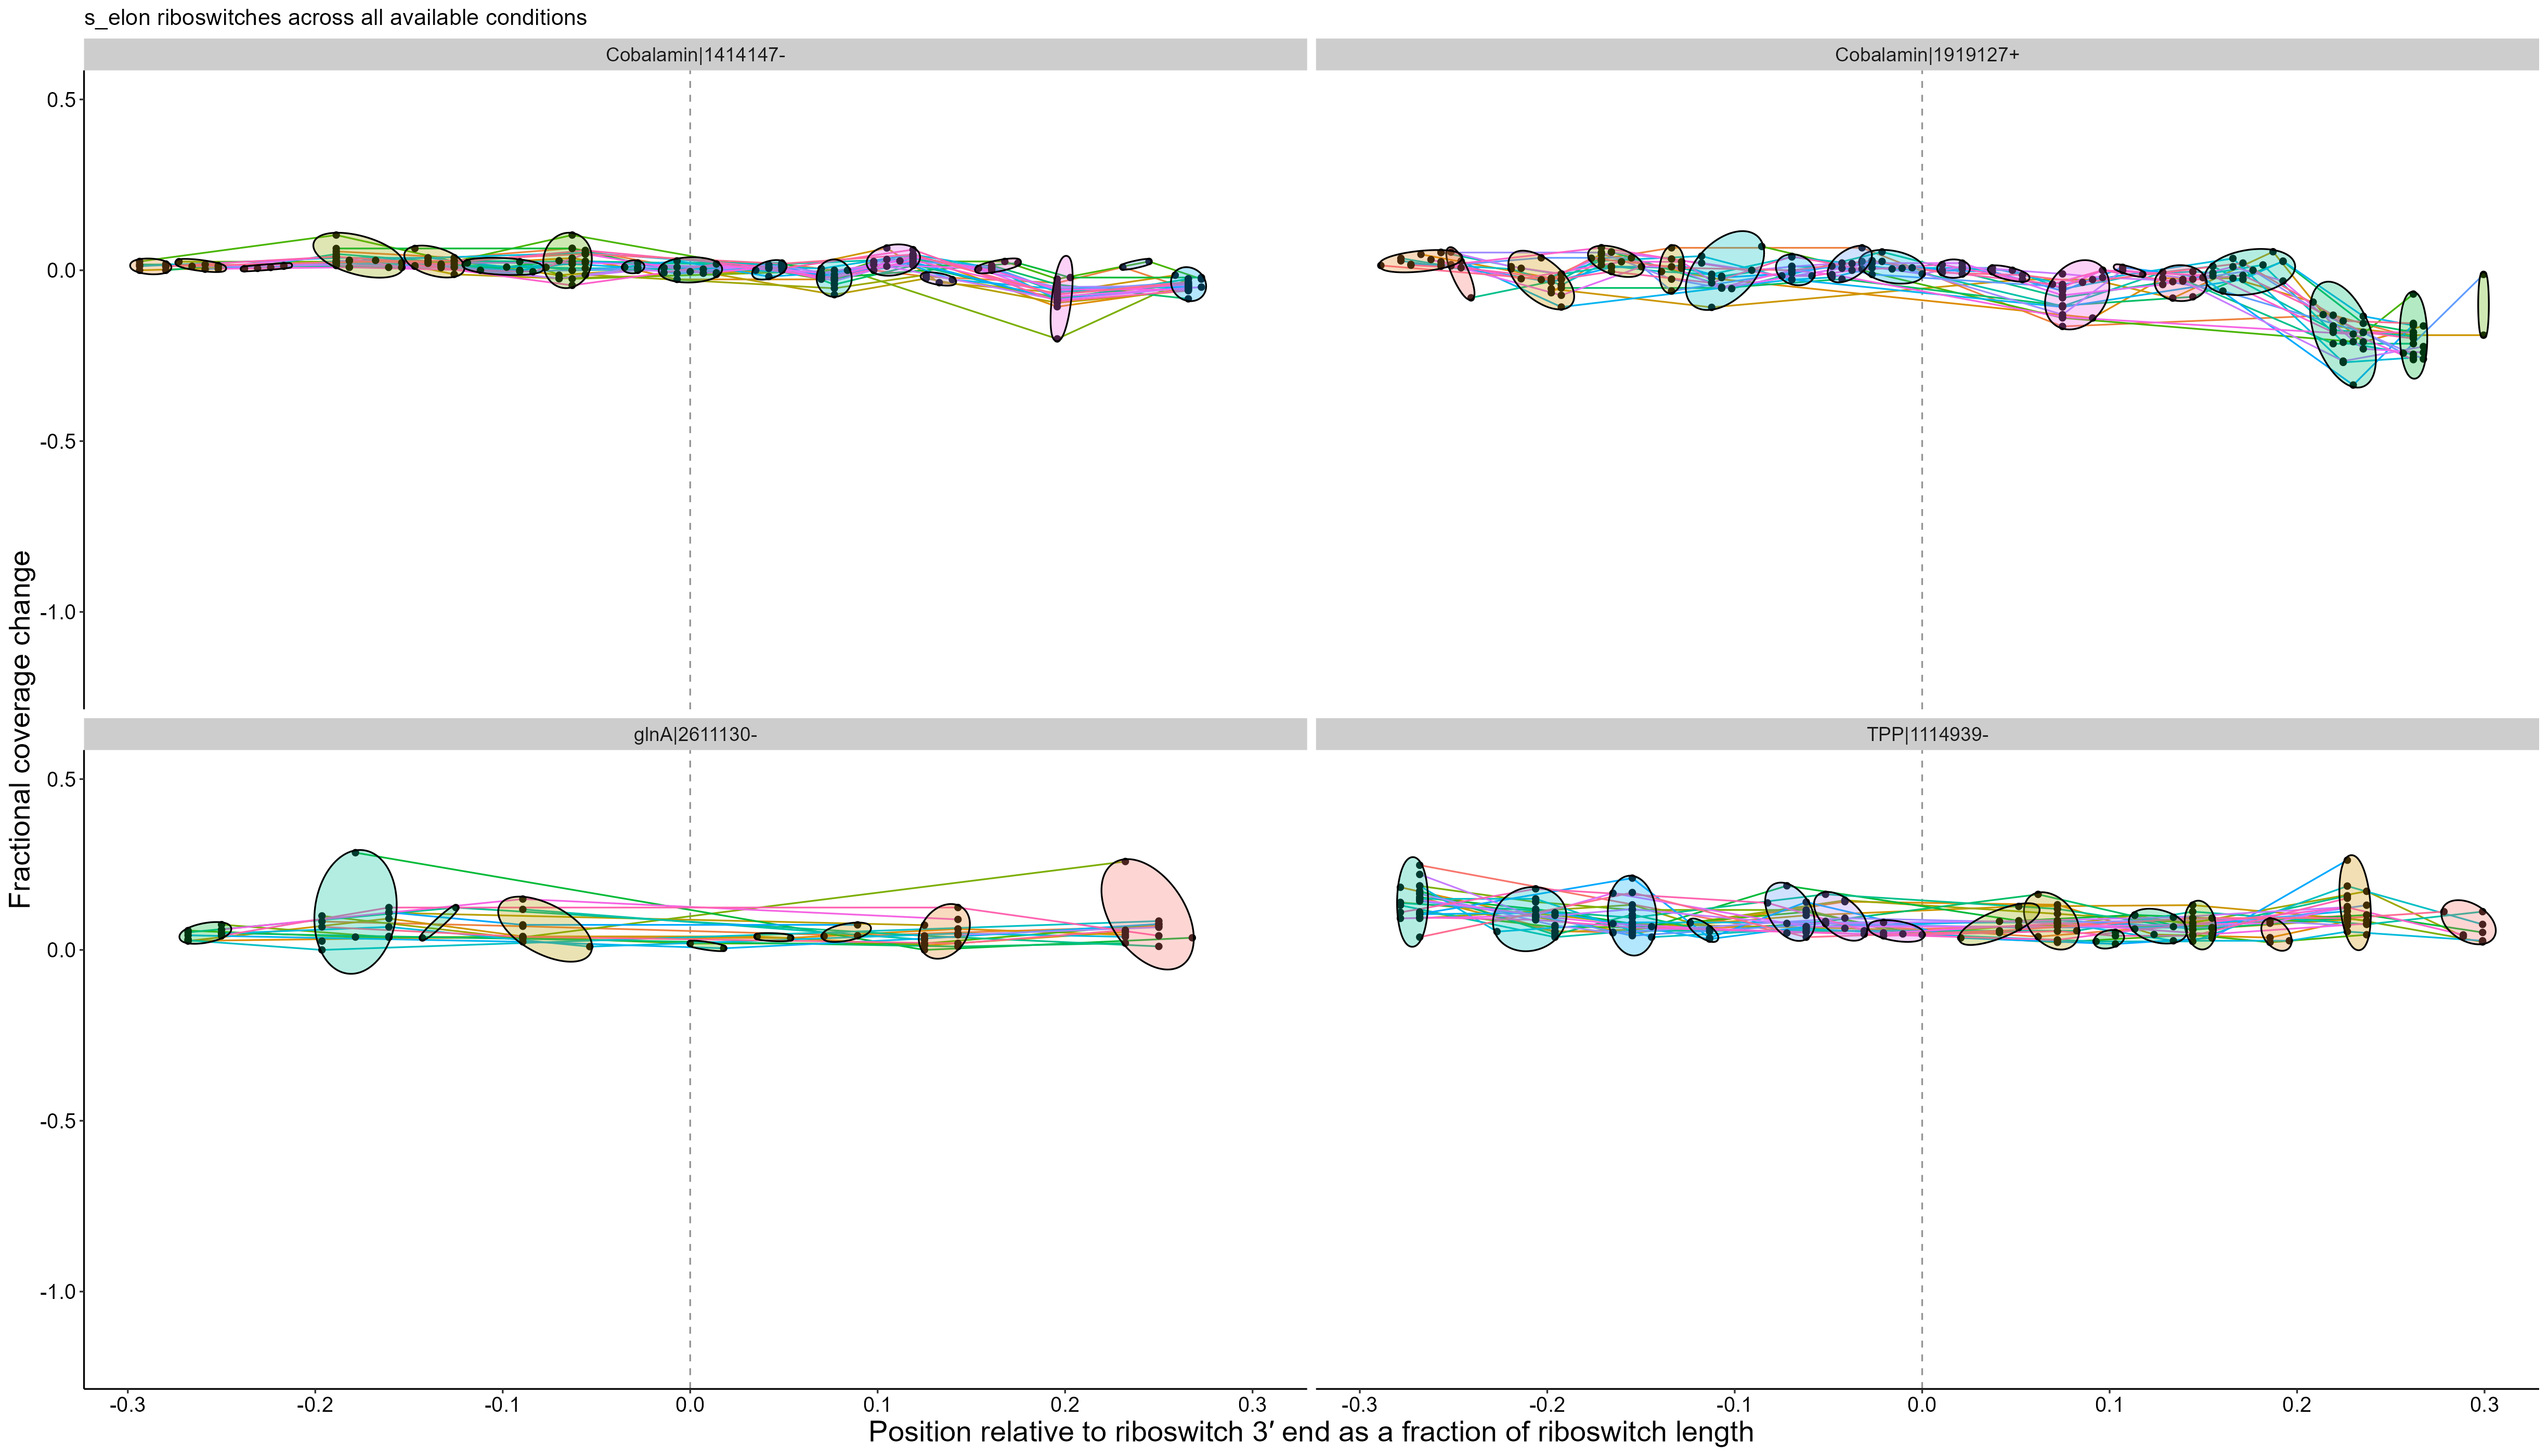 s_elon riboswitches across all available conditions
Cobalamin|1414147-
Cobalamin|1919127+
0.5
0.0
-0.5
-1.0
glnA|2611130-
TPP|1114939-
0.5
0.0
-0.5
-1.0
Fractional coverage change
-0.3 -0.2 -0.1 0.0 0.1 0.2 0.3
-0.3 -0.2 -0.1 0.0 0.1 0.2 0.3
Position relative to riboswitch 3′ end as a fraction of riboswitch length